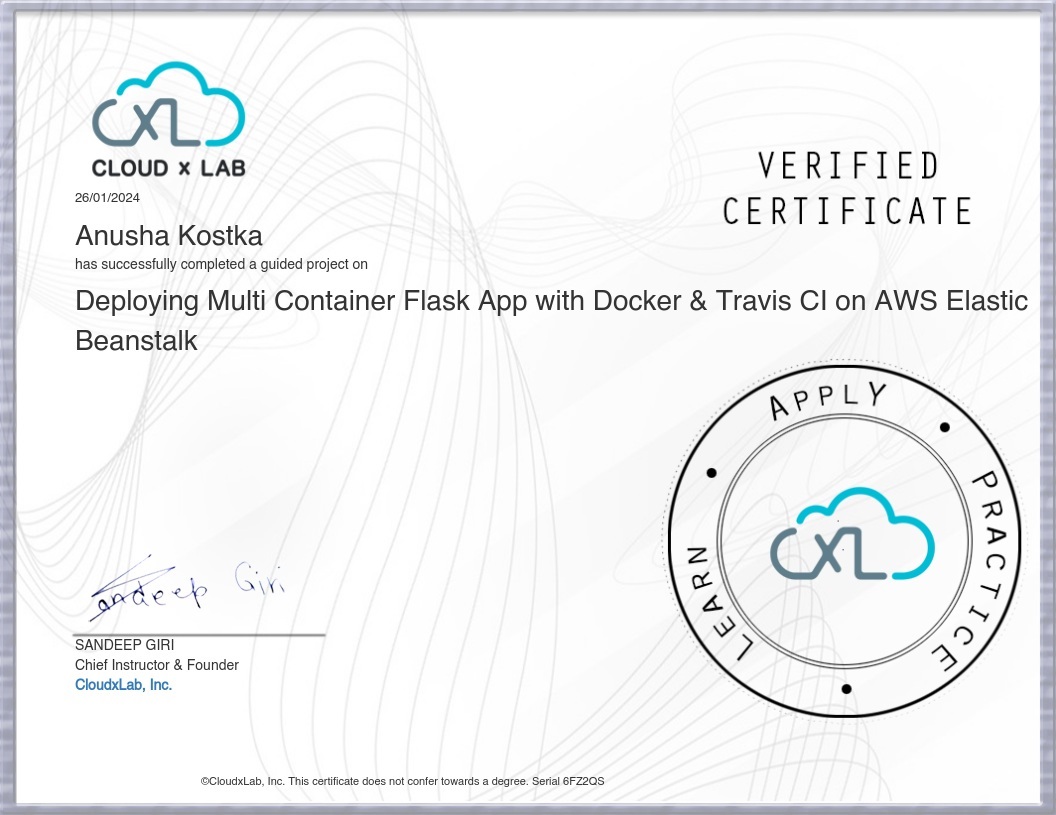 CXL
CLOUD x LAB
26/01/2024
VERIFIED
CERTIFICATE
Anusha Kostka
has successfully completed a guided project on
Deploying Multi Container Flask App with Docker & Travis CI on AWS Elastic
Beanstalk
LEARN • APPLY • PRACTICE •
CXL
Sandeep Giri
SANDEEP GIRI
Chief Instructor & Founder
CloudxLab, Inc.
©CloudxLab, Inc. This certificate does not confer towards a degree. Serial 6FZ2QS